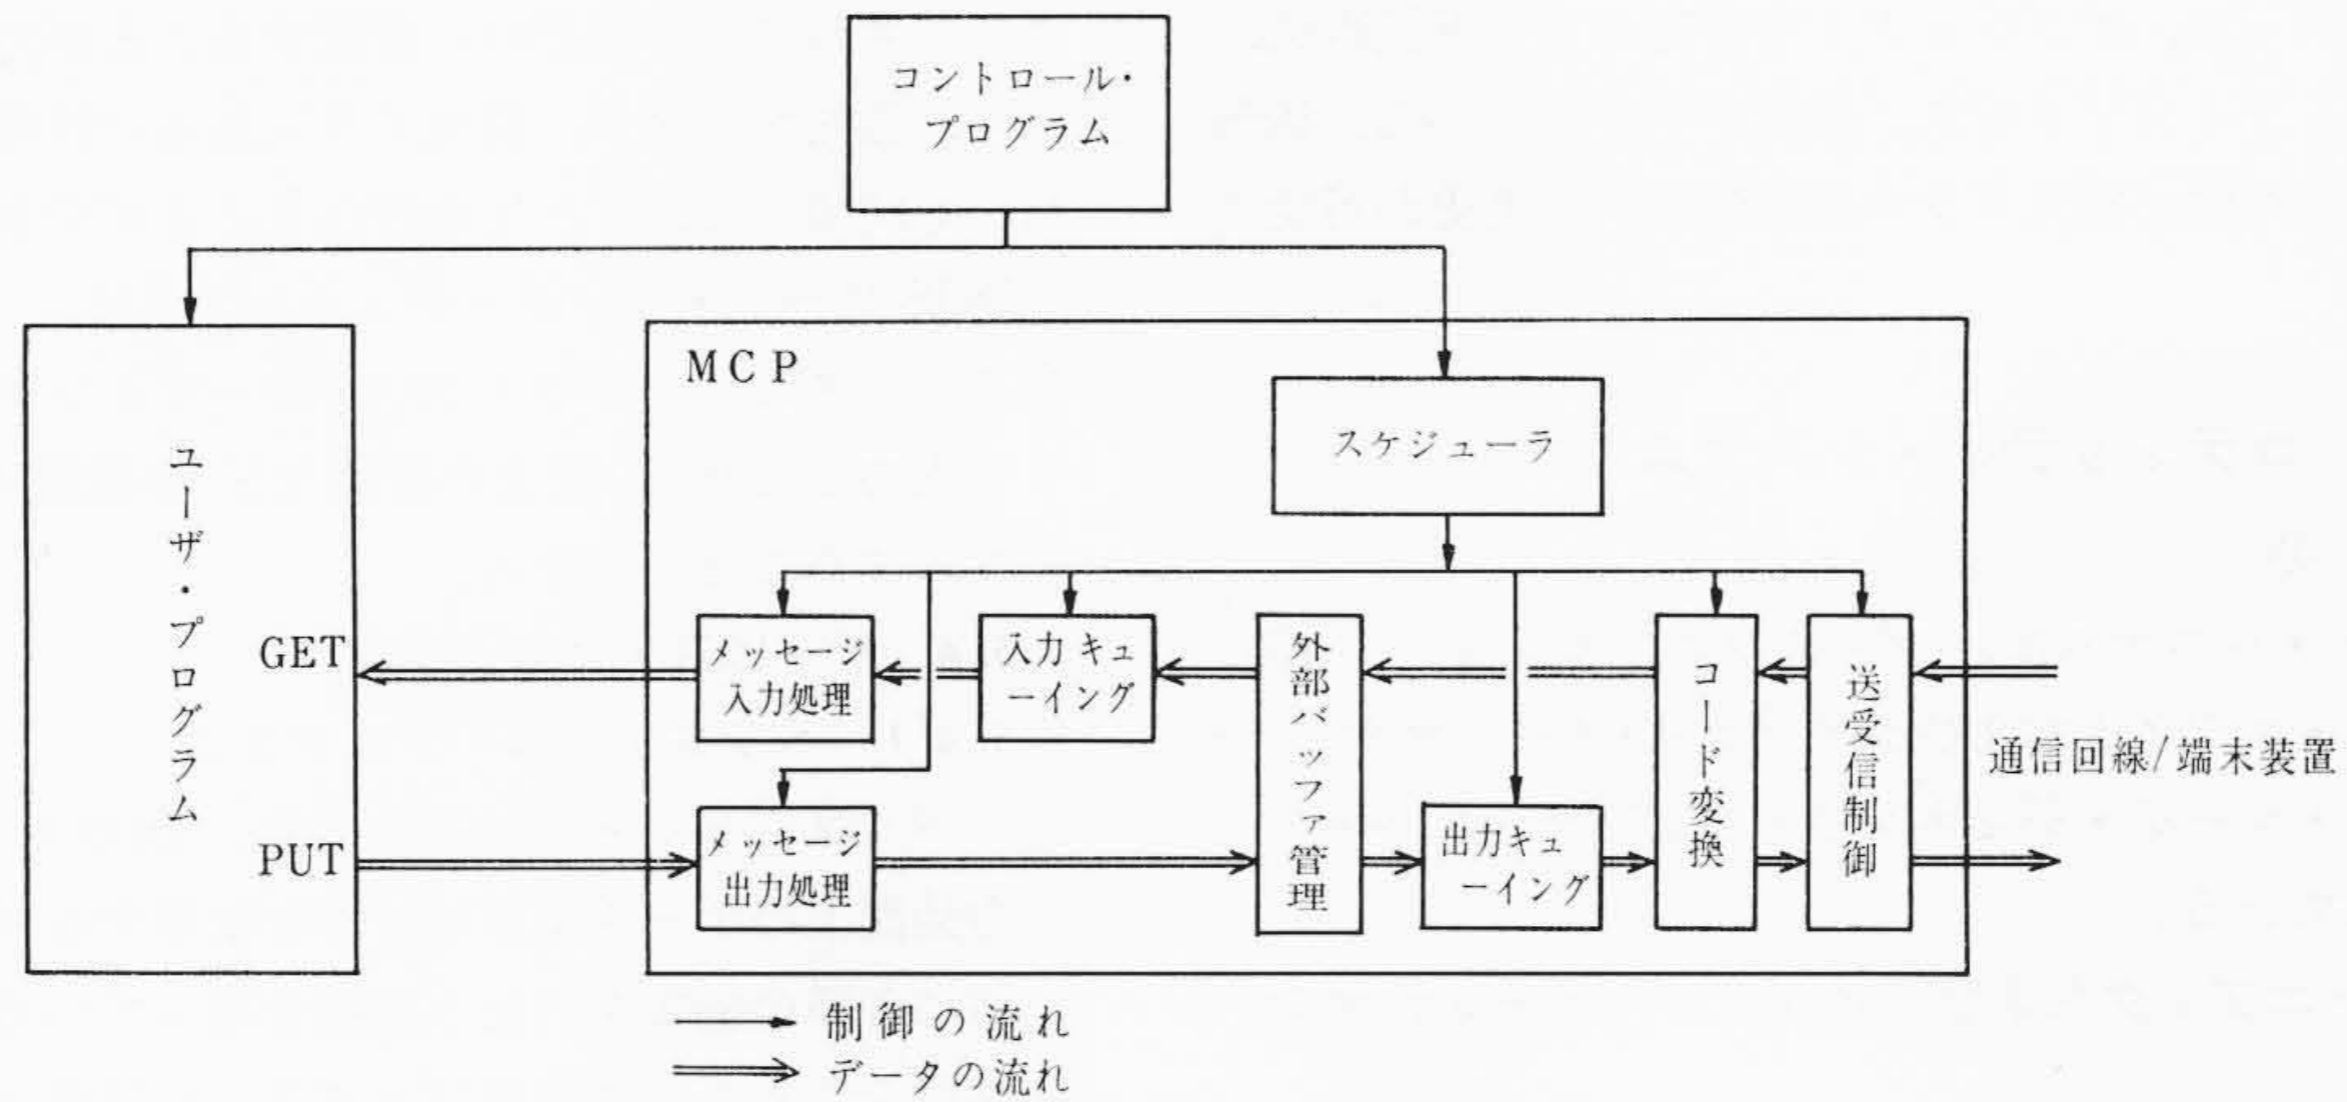 コントロール・
プログラム
MCP
スケジューラ
ユーザ・プログラム
GET
PUT
メッセージ
入力処理
入力キュ
ーイング
外部バッファ管理
コード変換
送受信制御
通信回線/端末装置
メッセージ
出力処理
出力キュ
ーイング
制御の流れ
データの流れ